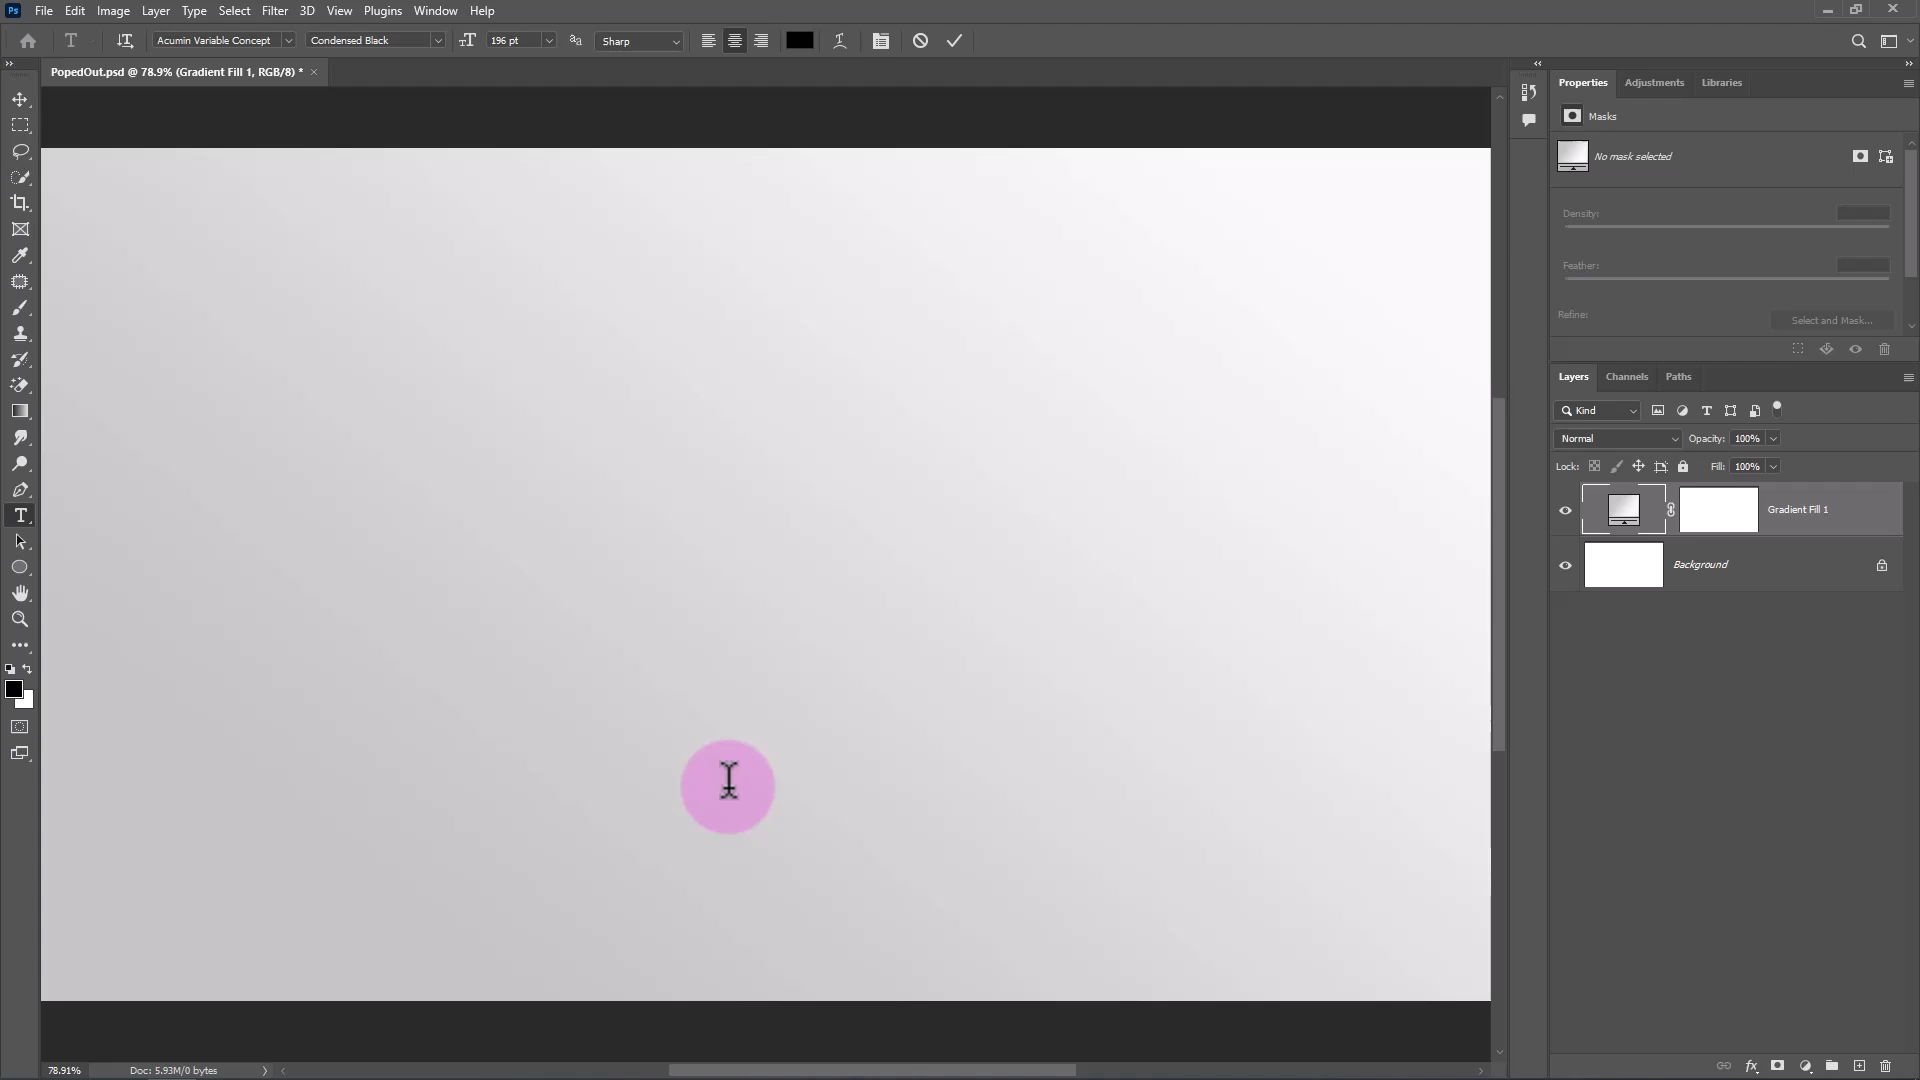 Ps File Edit Image Layer Type Select Filter 3D View Plugins Window Help
Acumin Variable Concept Condensed Black 196 pt Sharp
PopedOut.psd @ 78.9% (Gradient Fill 1, RGB/8) *
Properties Adjustments Libraries
Masks
No mask selected
Density:
Feather:
Refine: Select and Mask...
Layers Channels Paths
Kind
Normal Opacity: 100%
Lock: Fill: 100%
Gradient Fill 1
Background
78.91% Doc: 5.93M/0 bytes